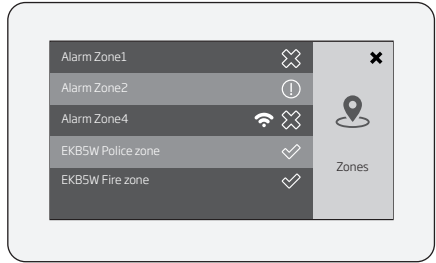 Alarm Zone1
Alarm Zone2
Alarm Zone4
EKB5W Police zone
EKB5W Fire zone
Zones